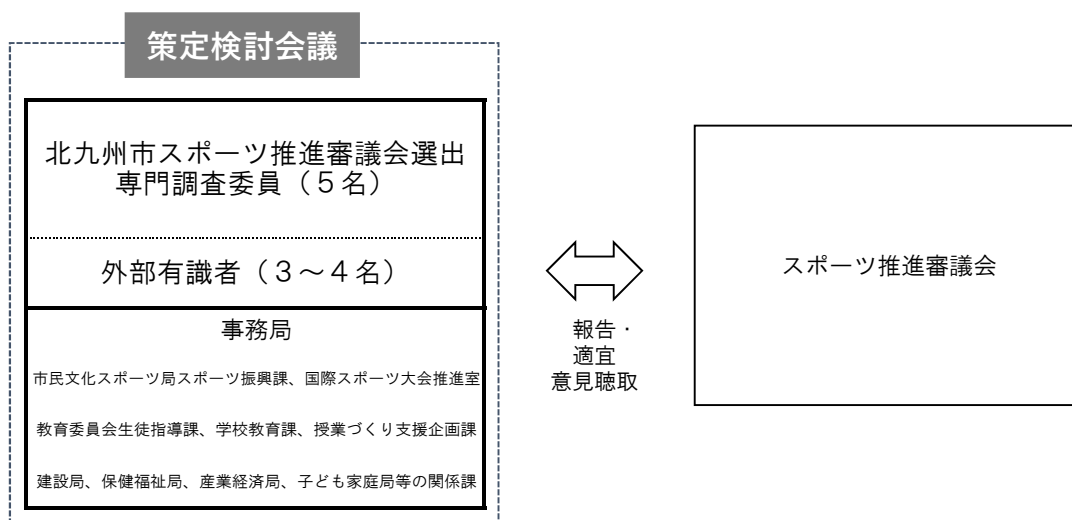 策定検討会議
北九州市スポーツ推進審議会選出
専門調査委員（５名）
外部有識者（３～４名）
事務局
市民文化スポーツ局スポーツ振興課、国際スポーツ大会推進室
教育委員会生徒指導課、学校教育課、授業づくり支援企画課
建設局、保健福祉局、産業経済局、子ども家庭局等の関係課
報告・
適宜
意見聴取
スポーツ推進審議会